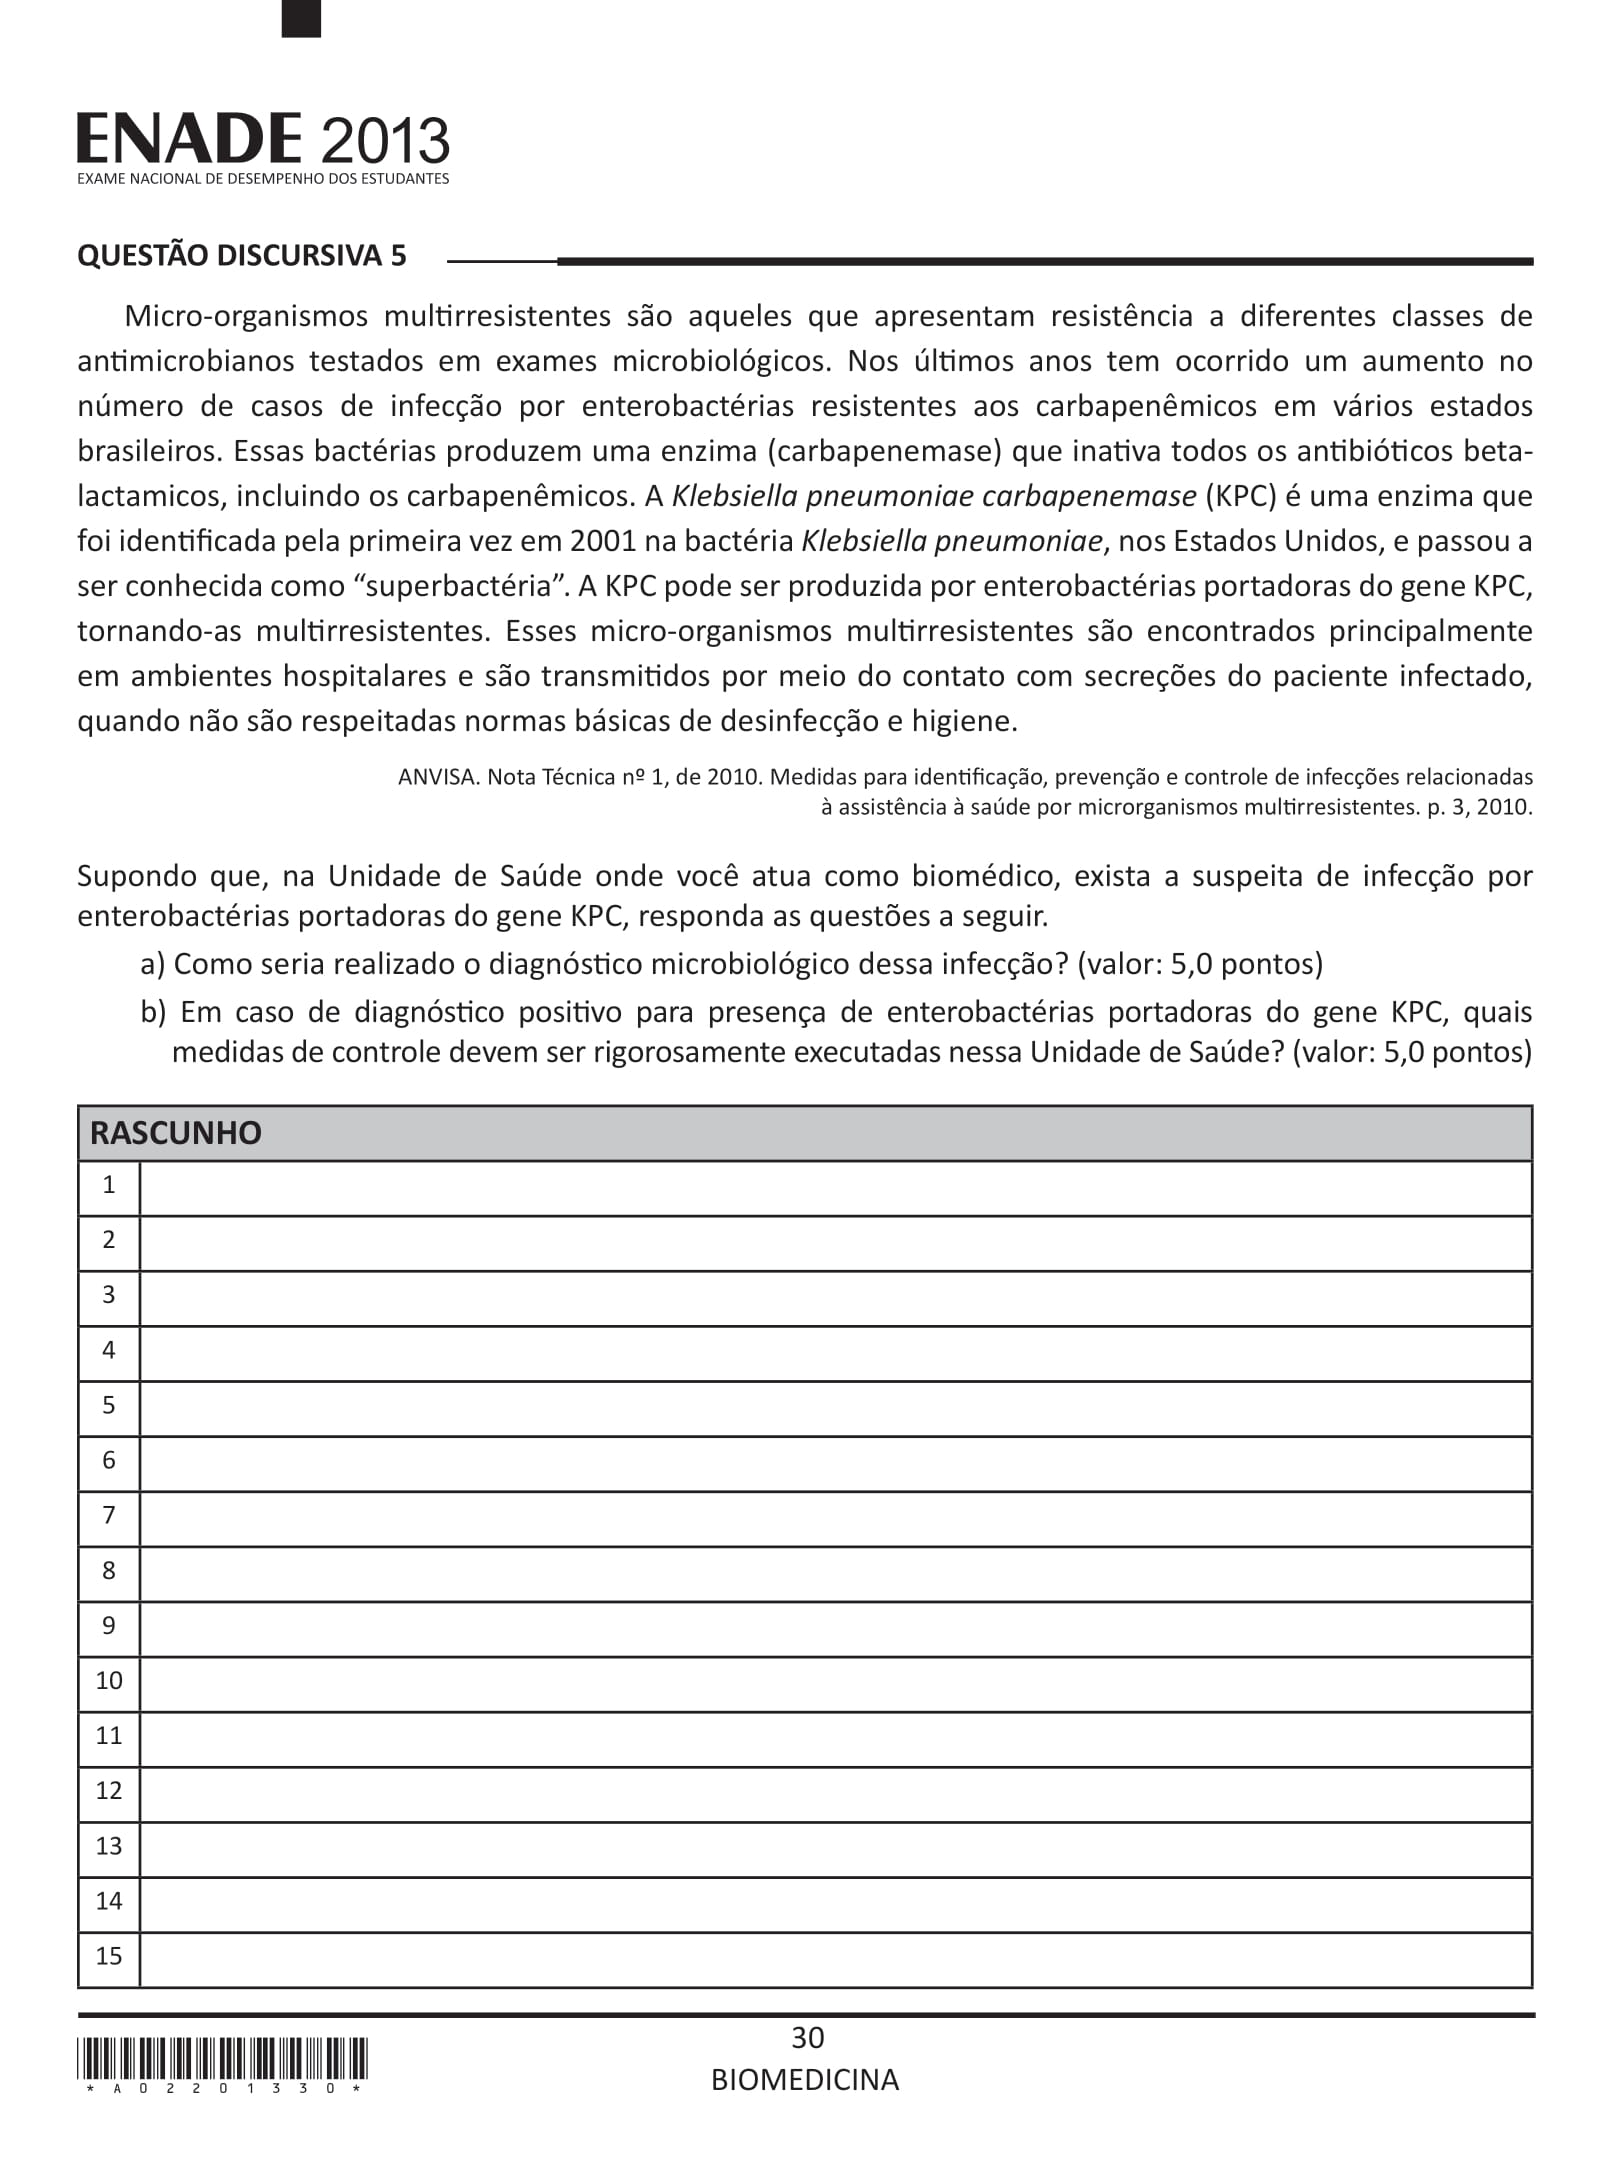 ENADE 2013
EXAME NACIONAL DE DESEMPENHO DOS ESTUDANTES
QUESTÃO DISCURSIVA 5
Micro-organismos multirresistentes são aqueles que apresentam resistência a diferentes classes de
antimicrobianos testados em exames microbiológicos. Nos últimos anos tem ocorrido um aumento no
número de casos de infecção por enterobactérias resistentes aos carbapenêmicos em vários estados
brasileiros. Essas bactérias produzem uma enzima (carbapenemase) que inativa todos os antibióticos beta-
lactamicos, incluindo os carbapenêmicos. A Klebsiella pneumoniae carbapenemase (KPC) é uma enzima que
foi identificada pela primeira vez em 2001 na bactéria Klebsiella pneumoniae, nos Estados Unidos, e passou a
ser conhecida como “superbactéria”. A KPC pode ser produzida por enterobactérias portadoras do gene KPC,
tornando-as multirresistentes. Esses micro-organismos multirresistentes são encontrados principalmente
em ambientes hospitalares e são transmitidos por meio do contato com secreções do paciente infectado,
quando não são respeitadas normas básicas de desinfecção e higiene.
ANVISA. Nota Técnica nº 1, de 2010. Medidas para identificação, prevenção e controle de infecções relacionadas
à assistência à saúde por microrganismos multirresistentes. p. 3, 2010.
Supondo que, na Unidade de Saúde onde você atua como biomédico, exista a suspeita de infecção por
enterobactérias portadoras do gene KPC, responda as questões a seguir.
a) Como seria realizado o diagnóstico microbiológico dessa infecção? (valor: 5,0 pontos)
b) Em caso de diagnóstico positivo para presença de enterobactérias portadoras do gene KPC, quais
medidas de controle devem ser rigorosamente executadas nessa Unidade de Saúde? (valor: 5,0 pontos)
RASCUNHO
1
2
3
4
5
6
7
8
9
10
11
12
13
14
15
30
BIOMEDICINA
*A02201330*